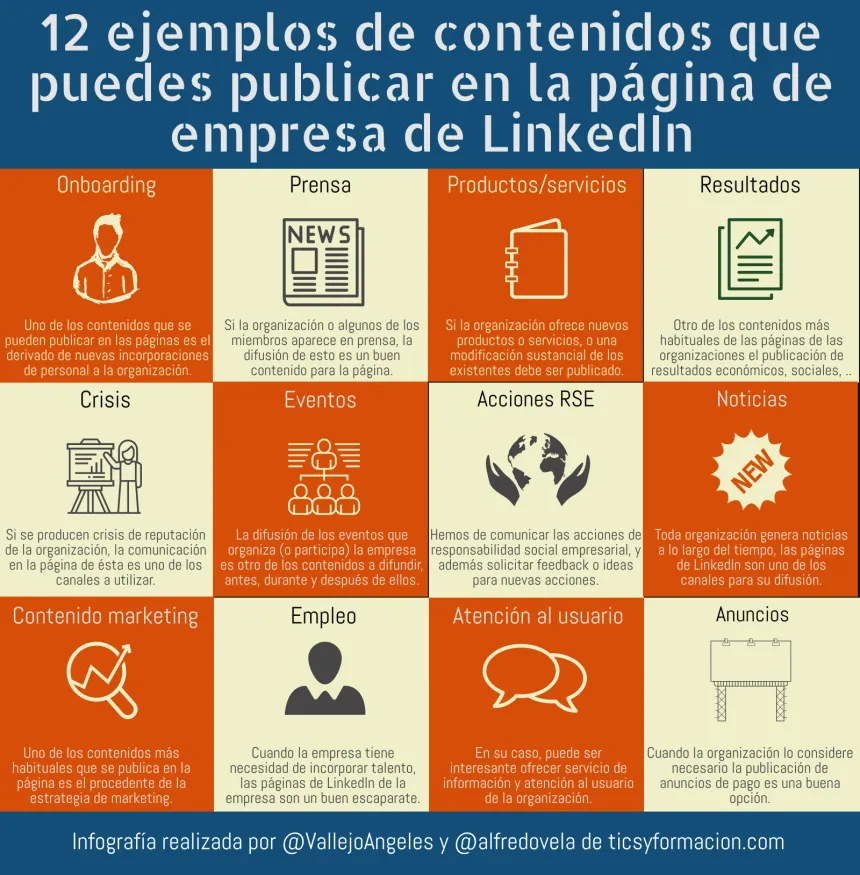 12 ejemplos de contenidos que
puedes publicar en la página de
empresa de LinkedIn
Onboarding
Uno de los contenidos que se
pueden publicar en las páginas es el
derivado de nuevas incorporaciones
de personal a la organización.
Prensa
NEWS
Si la organización o algunos de los
miembros aparece en prensa, la
difusión de esto es un buen
contenido para la página.
Productos/servicios
Si la organización ofrece nuevos
productos o servicios, o una
modificación sustancial de los
existentes debe ser publicado.
Resultados
Otro de los contenidos más
habituales de las páginas de las
organizaciones el publicación de
resultados económicos, sociales, ..
Crisis
Si se producen crisis de reputación
de la organización, la comunicación
en la página de ésta es uno de los
canales a utilizar.
Eventos
La difusión de los eventos que
organiza (o participa) la empresa
es otro de los contenidos a difundir,
antes, durante y después de ellos.
Acciones RSE
Hemos de comunicar las acciones de
responsabilidad social empresarial, y
además solicitar feedback o ideas
para nuevas acciones.
Noticias
NEW
Toda organización genera noticias
a lo largo del tiempo, las páginas
de LinkedIn son uno de los
canales para su difusión.
Contenido marketing
Uno de los contenidos más
habituales que se publica en la
página es el procedente de la
estrategia de marketing.
Empleo
Cuando la empresa tiene
necesidad de incorporar talento,
las páginas de LinkedIn de la
empresa son un buen escaparate.
Atención al usuario
En su caso, puede ser
interesante ofrecer servicio de
información y atención al usuario
de la organización.
Anuncios
Cuando la organización lo considere
necesario la publicación de
anuncios de pago es una buena
opción.
Infografía realizada por @VallejoAngeles y @alfredovela de ticsyformacion.com